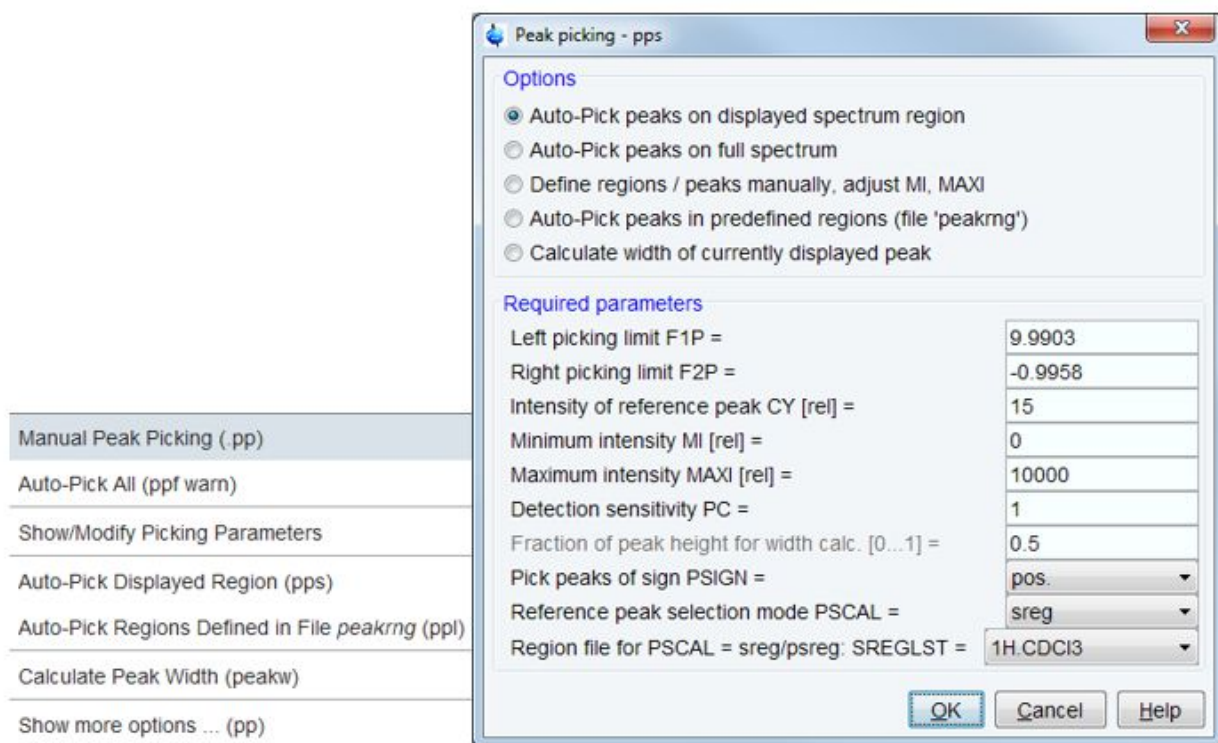 Manual Peak Picking (.pp)
Auto-Pick All (ppf warn)
Show/Modify Picking Parameters
Auto-Pick Displayed Region (pps)
Auto-Pick Regions Defined in File peakrng (ppl)
Calculate Peak Width (peakw)
Show more options ... (pp)
Peak picking - pps
Options
Auto-Pick peaks on displayed spectrum region
Auto-Pick peaks on full spectrum
Define regions / peaks manually, adjust MI, MAXI
Auto-Pick peaks in predefined regions (file 'peakrng')
Calculate width of currently displayed peak
Required parameters
Left picking limit F1P = 9.9903
Right picking limit F2P = -0.9958
Intensity of reference peak CY [rel] = 15
Minimum intensity MI [rel] = 0
Maximum intensity MAXI [rel] = 10000
Detection sensitivity PC = 1
Fraction of peak height for width calc. [0...1] = 0.5
Pick peaks of sign PSIGN = pos.
Reference peak selection mode PSCAL = sreg
Region file for PSCAL = sreg/psreg: SREGLST = 1H.CDCl3
OK Cancel Help